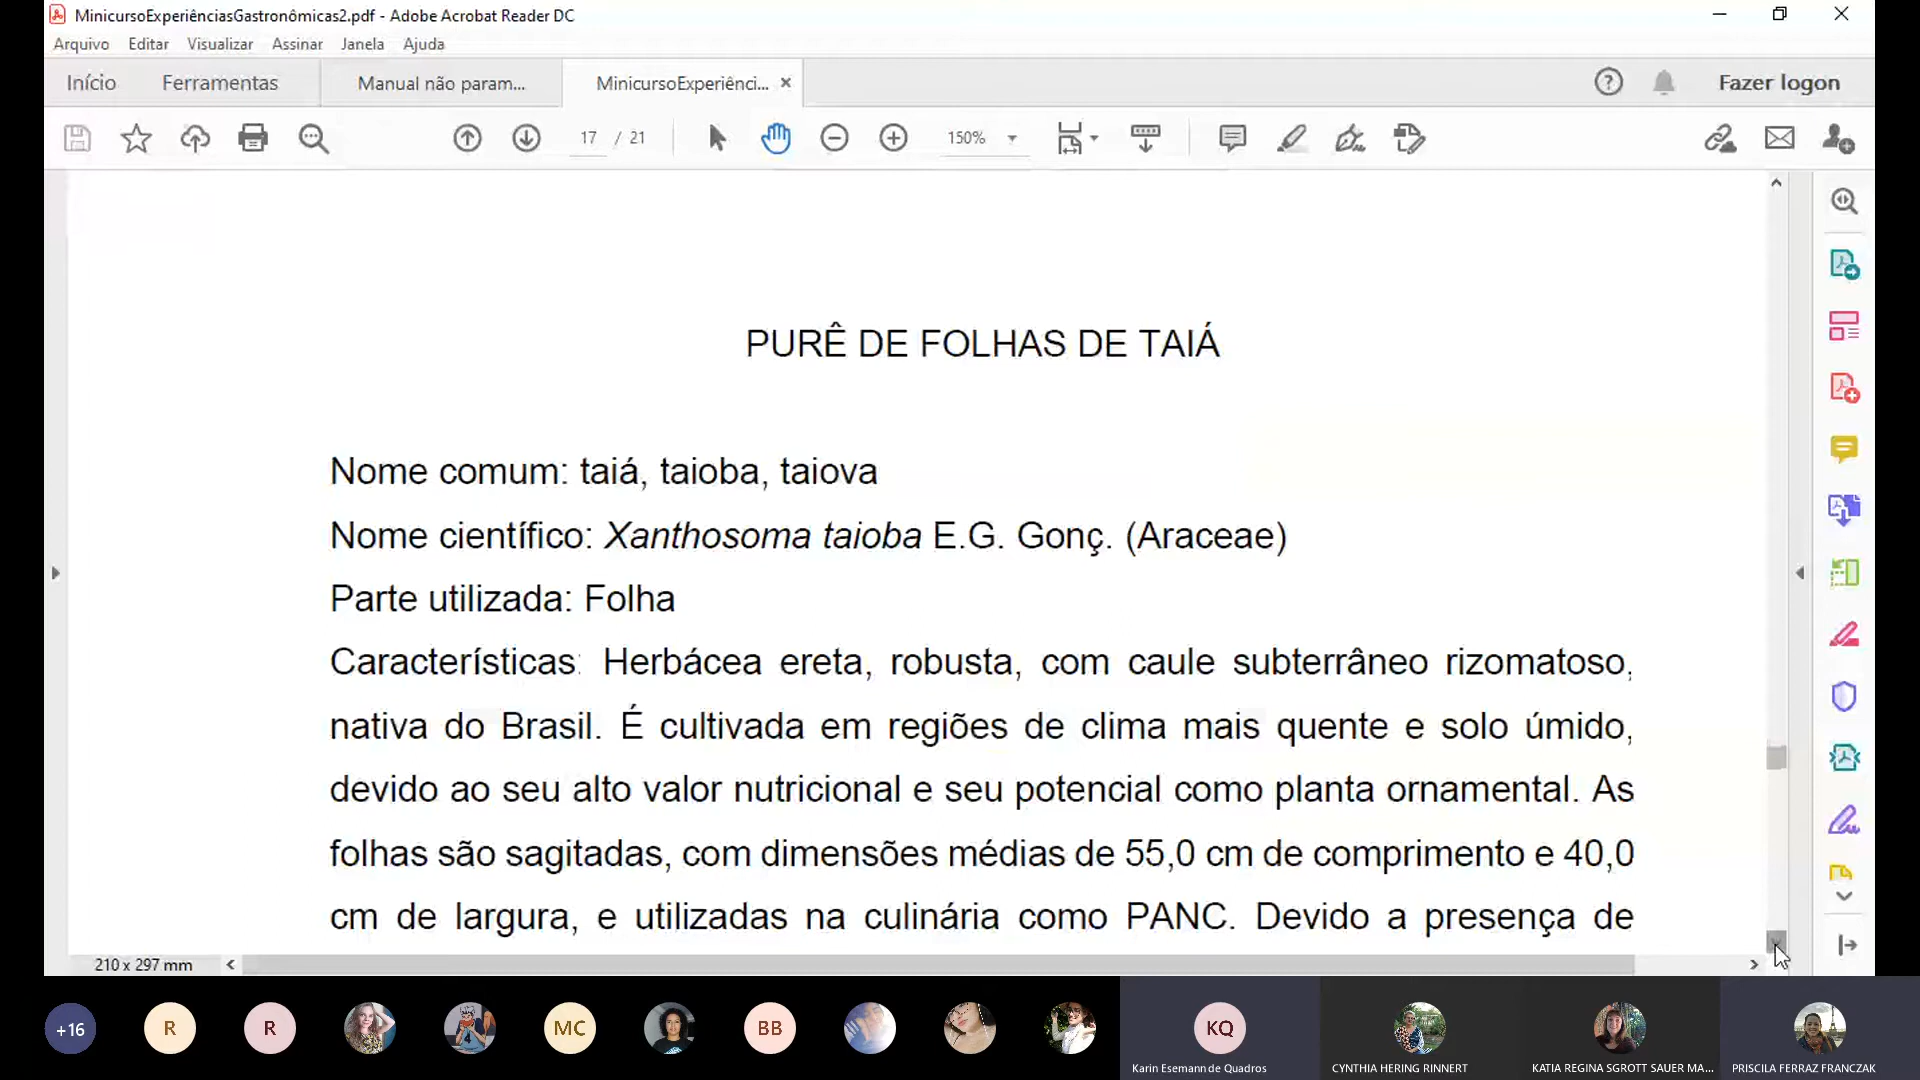 MinicursoExperiênciasGastronômicas2.pdf - Adobe Acrobat Reader DC
Arquivo Editar Visualizar Assinar Janela Ajuda
Início Ferramentas Manual não param... MinicursoExperiênci... Fazer logon
17 / 21 150%
PURÊ DE FOLHAS DE TAIÁ
Nome comum: taiá, taioba, taiova
Nome científico: Xanthosoma taioba E.G. Gonç. (Araceae)
Parte utilizada: Folha
Características: Herbácea ereta, robusta, com caule subterrâneo rizomatoso,
nativa do Brasil. É cultivada em regiões de clima mais quente e solo úmido,
devido ao seu alto valor nutricional e seu potencial como planta ornamental. As
folhas são sagitadas, com dimensões médias de 55,0 cm de comprimento e 40,0
cm de largura, e utilizadas na culinária como PANC. Devido a presença de
210 x 297 mm
+16 R R MC BB KQ
Karin Esemann de Quadros CYNTHIA HERING RINNERT KATIA REGINA SGROTT SAUER MA... PRISCILA FERRAZ FRANCZAK